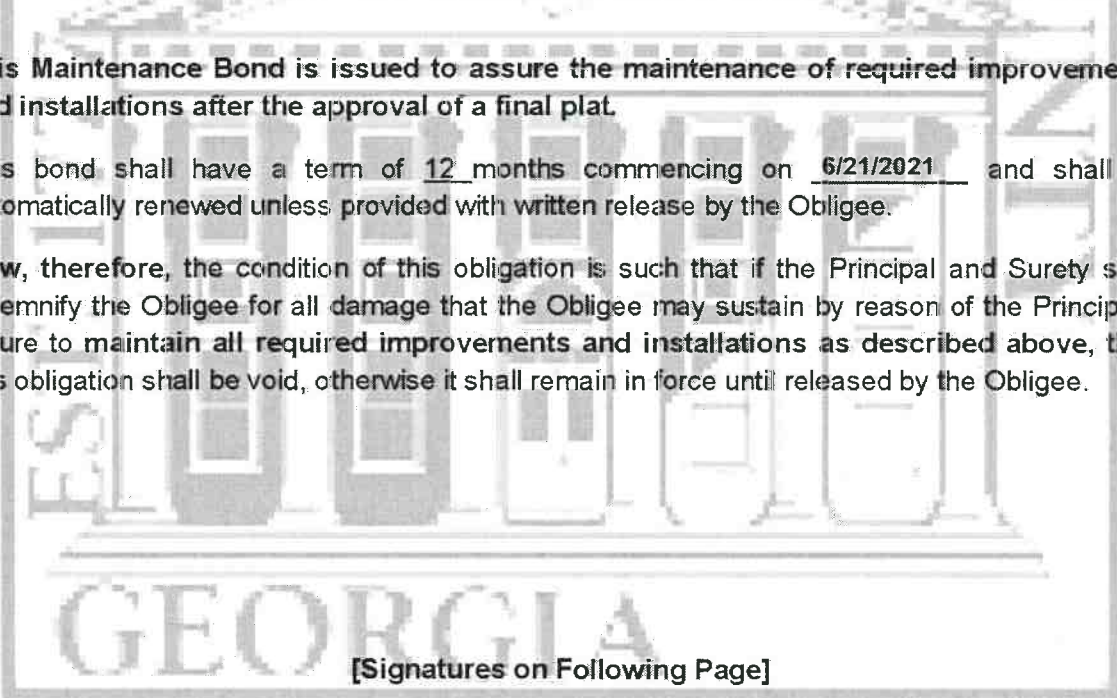 is Maintenance Bond is issued to assure the maintenance of required improveme
d installations after the approval of a final plat.
s bond shall have a term of 12 months commencing on 6/21/2021 and shall
omatically renewed unless provided with written release by the Obligee.
w, therefore, the condition of this obligation is such that if the Principal and Surety s
emnify the Obligee for all damage that the Obligee may sustain by reason of the Princip
ure to maintain all required improvements and installations as described above, t
s obligation shall be void, otherwise it shall remain in force until released by the Obligee.
GEORGIA
[Signatures on Following Page]